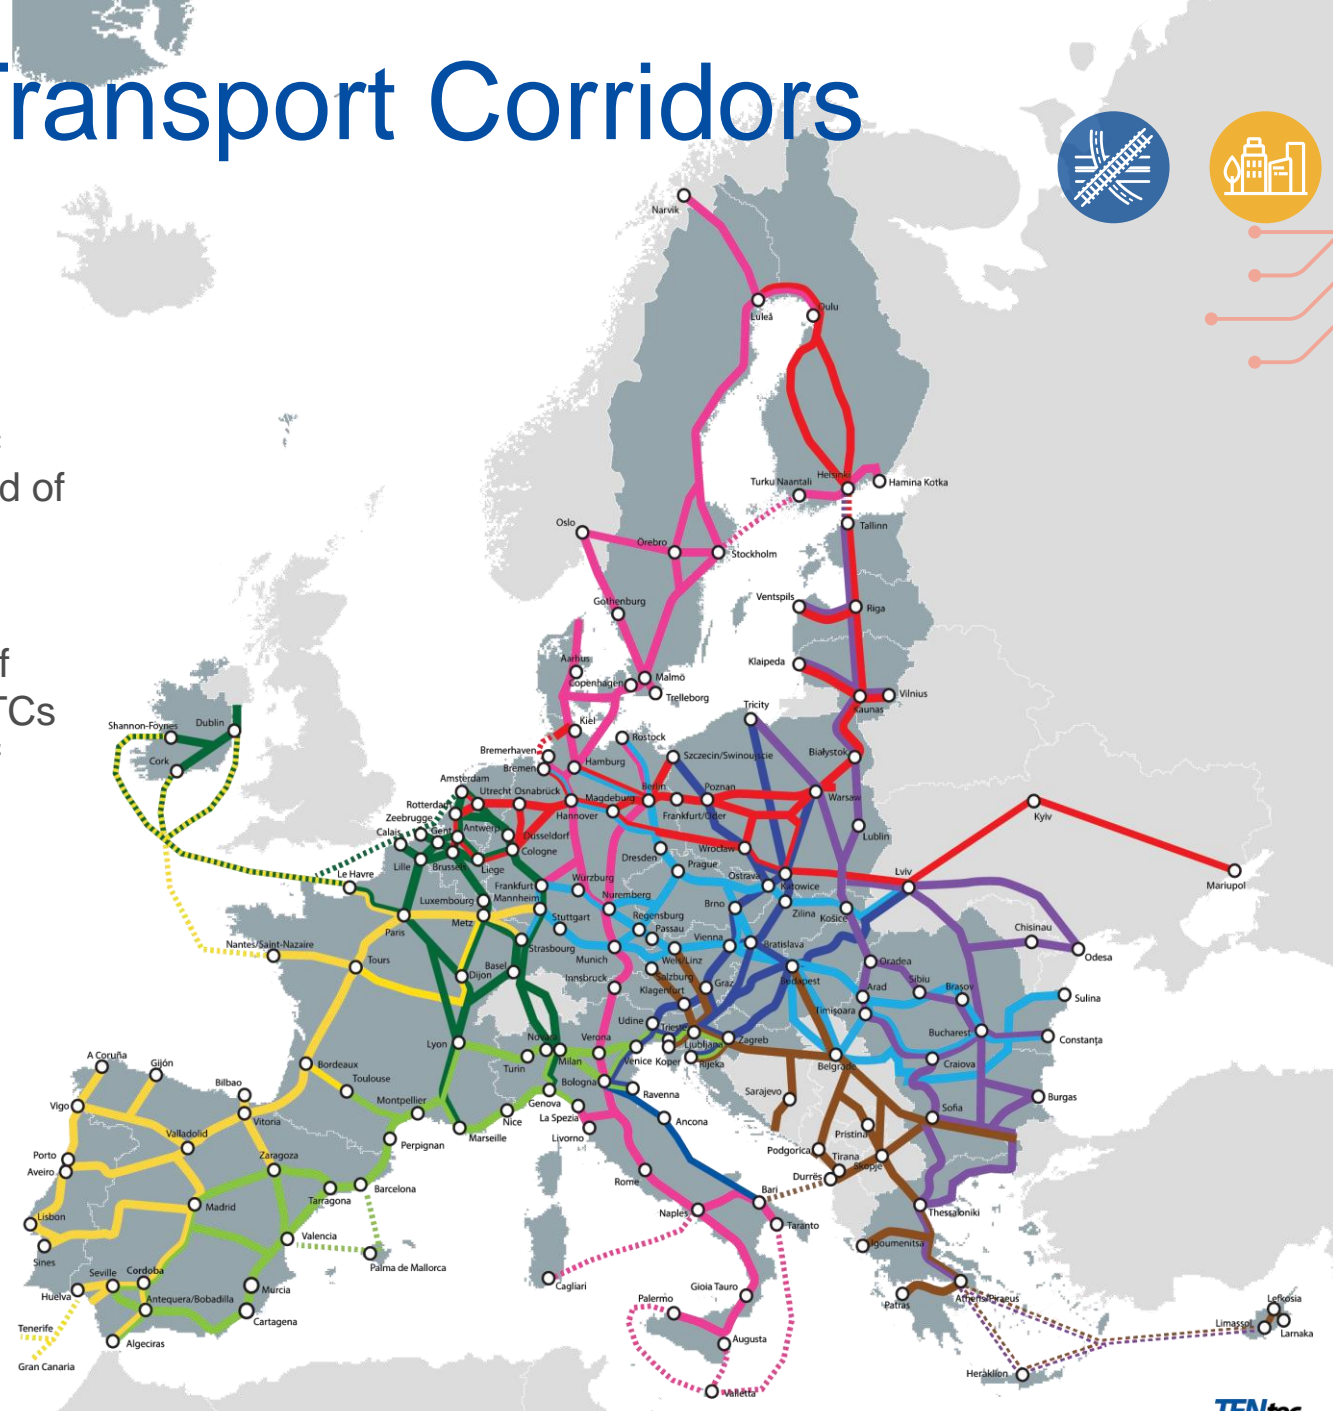 Transport Corridors
d of
f
TCs
Narvik
Luleå
Oulu
Helsinki
Turku Naantali
Hamina Kotka
Tallinn
Oslo
Örebro
Stockholm
Gothenburg
Ventspils
Riga
Klaipeda
Vilnius
Kaunas
Aarhus
Copenhagen
Malmö
Trelleborg
Tricity
Kiel
Rostock
Szczecin/Swinoujscie
Białystok
Bremerhaven
Bremen
Hamburg
Shannon-Foynes
Dublin
Cork
Amsterdam
Utrecht
Osnabrück
Rotterdam
Zeebrugge
Calais
Gent
Antwerp
Düsseldorf
Cologne
Lille
Brussels
Liege
Hannover
Magdeburg
Berlin
Frankfurt/Oder
Poznan
Warsaw
Lublin
Wrocław
Dresden
Prague
Ostrava
Katowice
Kyiv
Mariupol
Lviv
Le Havre
Luxembourg
Frankfurt
Mannheim
Metz
Paris
Würzburg
Nuremberg
Stuttgart
Regensburg
Passau
Brno
Zilina
Košice
Chisinau
Odesa
Nantes/Saint-Nazaire
Tours
Strasbourg
Dijon
Basel
Munich
Innsbruck
Wels/Linz
Salzburg
Vienna
Bratislava
Budapest
Klagenfurt
Graz
Oradea
Arad
Sibiu
Brașov
Timișoara
Sulina
Bucharest
Constanța
Craiova
Udine
Trieste
Ljubljana
Zagreb
Venice
Koper
Rijeka
Belgrade
Lyon
Novara
Turin
Milan
Verona
Bologna
Ravenna
Genova
La Spezia
Livorno
Ancona
Nice
Marseille
A Coruña
Gijón
Bilbao
Bordeaux
Toulouse
Montpellier
Perpignan
Vigo
Vitoria
Valladolid
Zaragoza
Porto
Aveiro
Madrid
Tarragona
Barcelona
Lisbon
Sines
Valencia
Palma de Mallorca
Seville
Cordoba
Huelva
Antequera/Bobadilla
Murcia
Cartagena
Algeciras
Tenerife
Gran Canaria
Sarajevo
Podgorica
Pristina
Tirana
Skopje
Durrës
Sofia
Burgas
Thessaloniki
Igoumenitsa
Patras
Athens/Piraeus
Heraklion
Lefkosia
Limassol
Larnaka
Rome
Naples
Bari
Taranto
Cagliari
Gioia Tauro
Palermo
Augusta
Valletta
TENtec